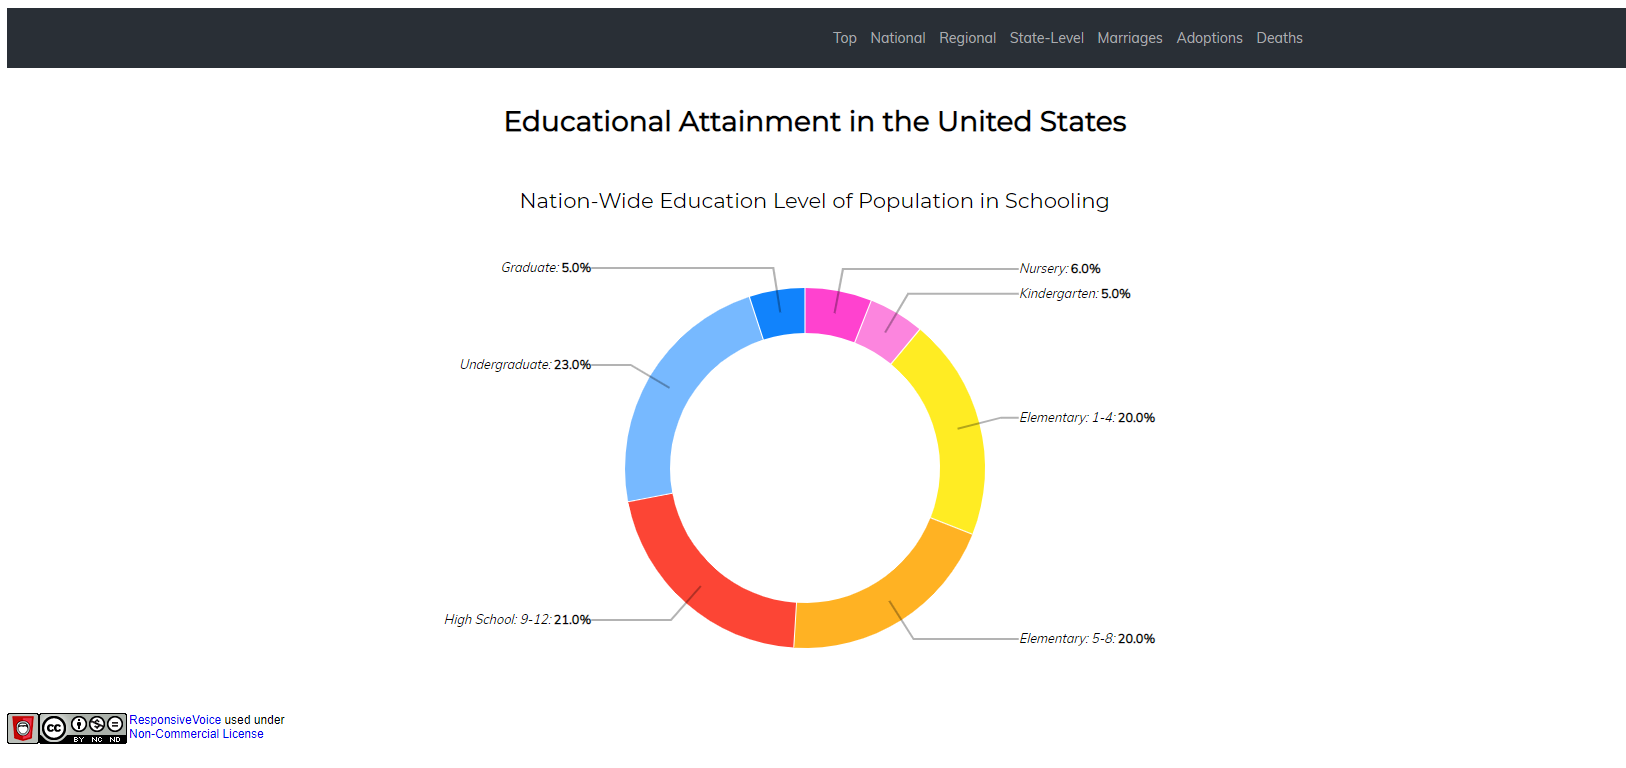 Top National Regional State-Level Marriages Adoptions Deaths
Educational Attainment in the United States
Nation-Wide Education Level of Population in Schooling
Graduate: 5.0%
Nursery: 6.0%
Kindergarten: 5.0%
Undergraduate: 23.0%
Elementary: 1-4: 20.0%
High School: 9-12: 21.0%
Elementary: 5-8: 20.0%
cc
BY NC ND
ResponsiveVoice used under
Non-Commercial License